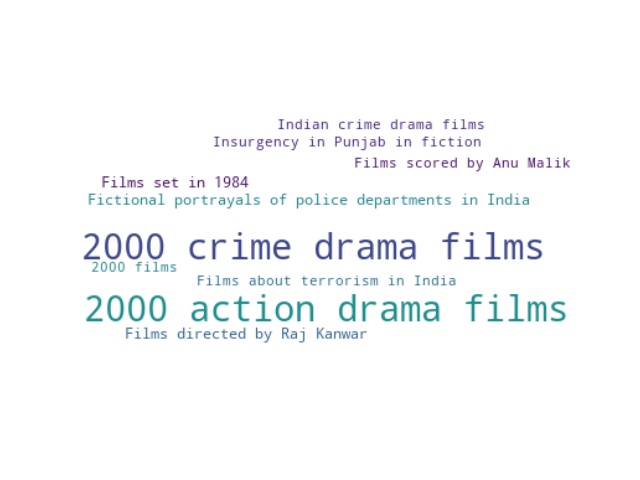 Indian crime drama films
Insurgency in Punjab in fiction
Films scored by Anu Malik
Films set in 1984
Fictional portrayals of police departments in India
2000 crime drama films
2000 films
Films about terrorism in India
2000 action drama films
Films directed by Raj Kanwar